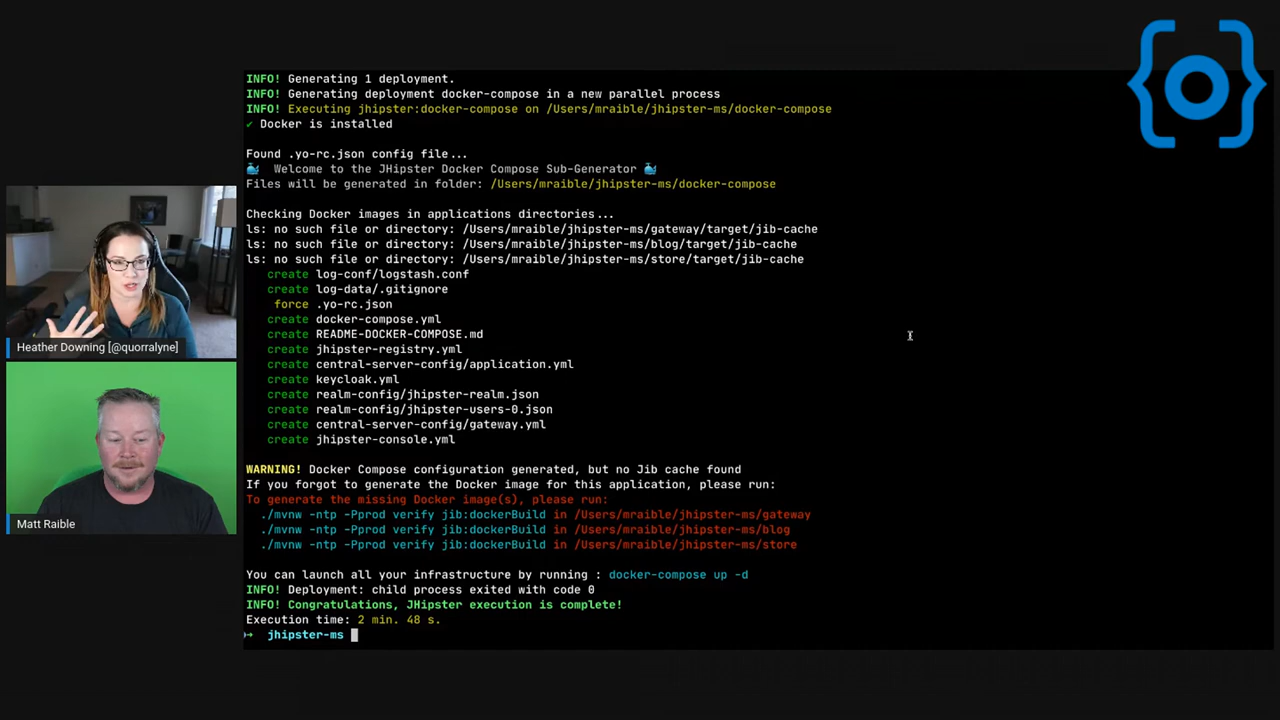 INFO! Generating 1 deployment.
INFO! Generating deployment docker-compose in a new parallel process
INFO! Executing jhipster:docker-compose on /Users/mraible/jhipster-ms/docker-compose
✔ Docker is installed
Found .yo-rc.json config file...
🐳 Welcome to the JHipster Docker Compose Sub-Generator 🐳
Files will be generated in folder: /Users/mraible/jhipster-ms/docker-compose
Checking Docker images in applications directories...
ls: no such file or directory: /Users/mraible/jhipster-ms/gateway/target/jib-cache
ls: no such file or directory: /Users/mraible/jhipster-ms/blog/target/jib-cache
ls: no such file or directory: /Users/mraible/jhipster-ms/store/target/jib-cache
create log-conf/logstash.conf
create log-data/.gitignore
force .yo-rc.json
create docker-compose.yml
create README-DOCKER-COMPOSE.md
create jhipster-registry.yml
create central-server-config/application.yml
create keycloak.yml
create realm-config/jhipster-realm.json
create realm-config/jhipster-users-0.json
create central-server-config/gateway.yml
create jhipster-console.yml
WARNING! Docker Compose configuration generated, but no Jib cache found
If you forgot to generate the Docker image for this application, please run:
To generate the missing Docker image(s), please run:
./mvnw -ntp -Pprod verify jib:dockerBuild in /Users/mraible/jhipster-ms/gateway
./mvnw -ntp -Pprod verify jib:dockerBuild in /Users/mraible/jhipster-ms/blog
./mvnw -ntp -Pprod verify jib:dockerBuild in /Users/mraible/jhipster-ms/store
You can launch all your infrastructure by running : docker-compose up -d
INFO! Deployment: child process exited with code 0
INFO! Congratulations, JHipster execution is complete!
Execution time: 2 min. 48 s.
→ jhipster-ms
Heather Downing [@quorralyne]
Matt Raible